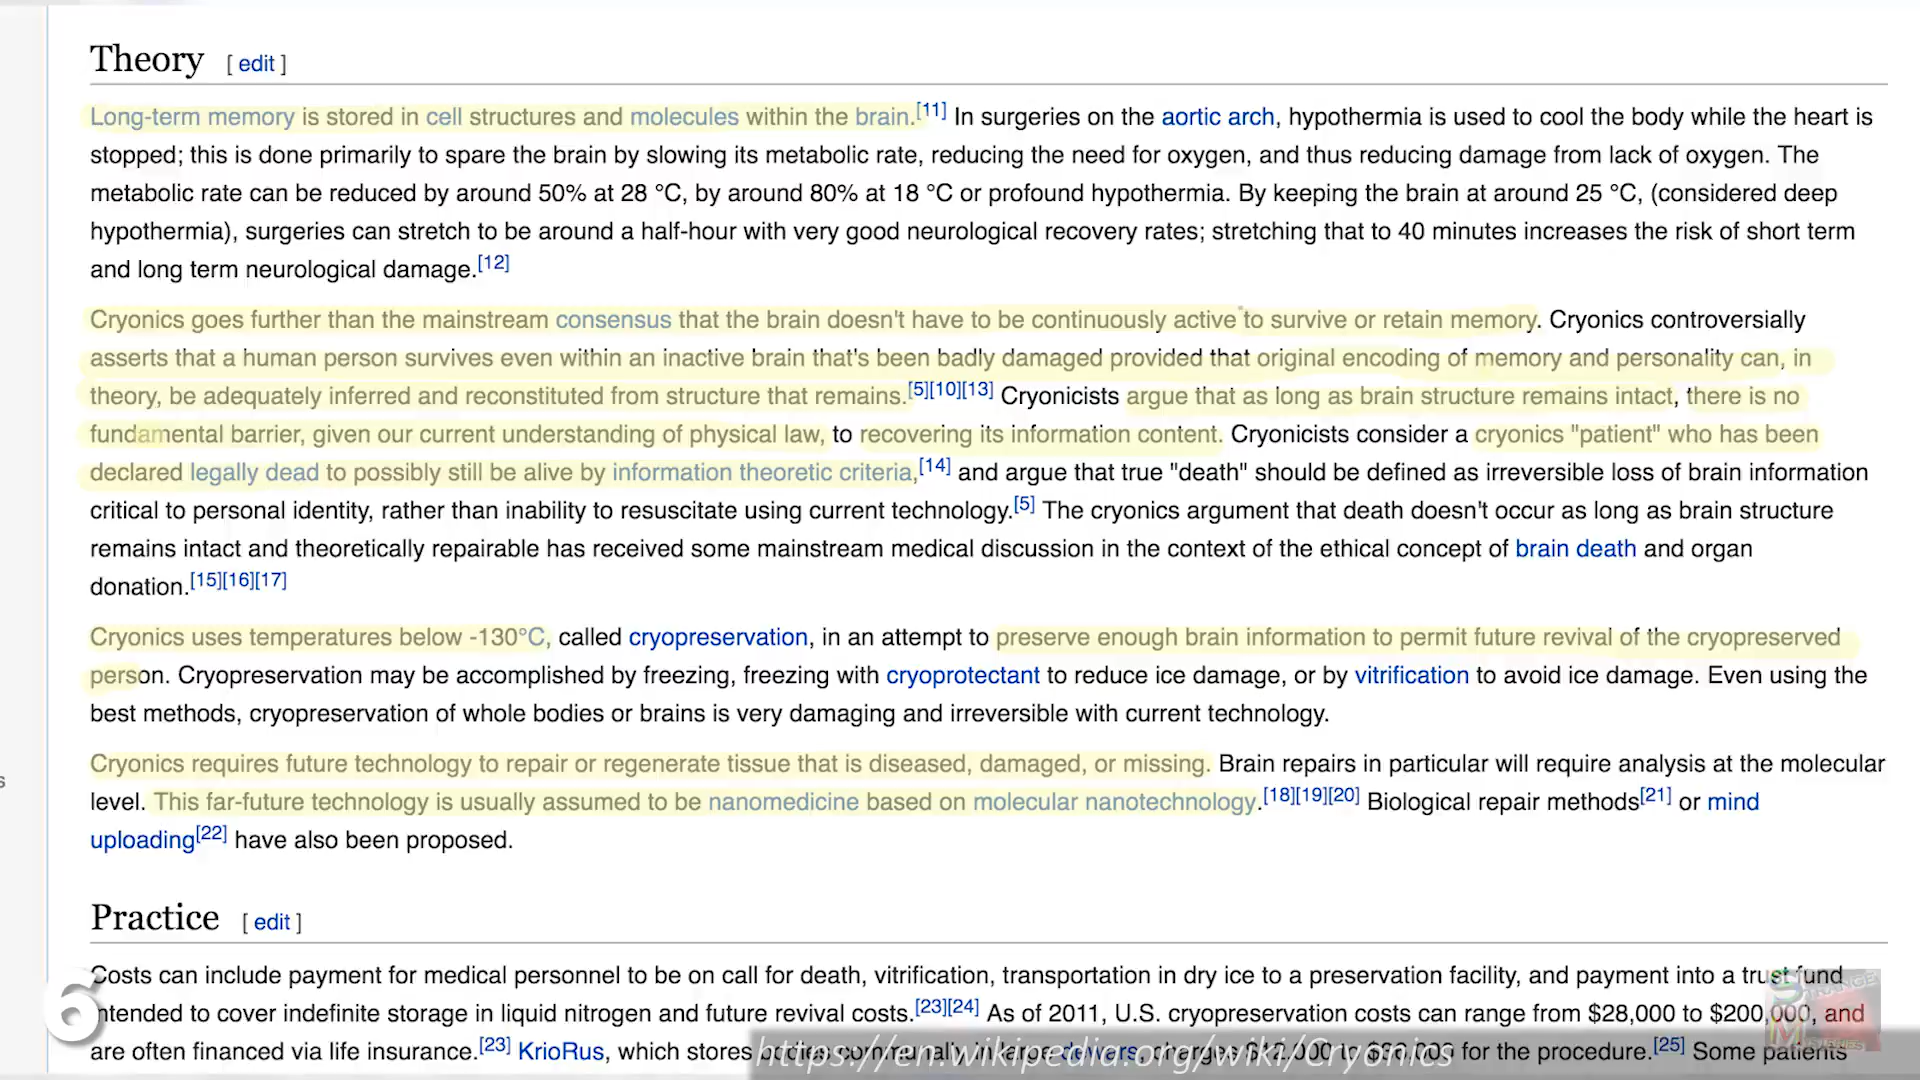 Theory [ edit ]
Long-term memory is stored in cell structures and molecules within the brain.[11] In surgeries on the aortic arch, hypothermia is used to cool the body while the heart is
stopped; this is done primarily to spare the brain by slowing its metabolic rate, reducing the need for oxygen, and thus reducing damage from lack of oxygen. The
metabolic rate can be reduced by around 50% at 28 °C, by around 80% at 18 °C or profound hypothermia. By keeping the brain at around 25 °C, (considered deep
hypothermia), surgeries can stretch to be around a half-hour with very good neurological recovery rates; stretching that to 40 minutes increases the risk of short term
and long term neurological damage.[12]
Cryonics goes further than the mainstream consensus that the brain doesn't have to be continuously active to survive or retain memory. Cryonics controversially
asserts that a human person survives even within an inactive brain that's been badly damaged provided that original encoding of memory and personality can, in
theory, be adequately inferred and reconstituted from structure that remains.[5][10][13] Cryonicists argue that as long as brain structure remains intact, there is no
fundamental barrier, given our current understanding of physical law, to recovering its information content. Cryonicists consider a cryonics "patient" who has been
declared legally dead to possibly still be alive by information theoretic criteria,[14] and argue that true "death" should be defined as irreversible loss of brain information
critical to personal identity, rather than inability to resuscitate using current technology.[5] The cryonics argument that death doesn't occur as long as brain structure
remains intact and theoretically repairable has received some mainstream medical discussion in the context of the ethical concept of brain death and organ
donation.[15][16][17]
Cryonics uses temperatures below -130°C, called cryopreservation, in an attempt to preserve enough brain information to permit future revival of the cryopreserved
person. Cryopreservation may be accomplished by freezing, freezing with cryoprotectant to reduce ice damage, or by vitrification to avoid ice damage. Even using the
best methods, cryopreservation of whole bodies or brains is very damaging and irreversible with current technology.
Cryonics requires future technology to repair or regenerate tissue that is diseased, damaged, or missing. Brain repairs in particular will require analysis at the molecular
level. This far-future technology is usually assumed to be nanomedicine based on molecular nanotechnology.[18][19][20] Biological repair methods[21] or mind
uploading[22] have also been proposed.
s
Practice [ edit ]
Costs can include payment for medical personnel to be on call for death, vitrification, transportation in dry ice to a preservation facility, and payment into a trust fund
6
intended to cover indefinite storage in liquid nitrogen and future revival costs.[23][24] As of 2011, U.S. cryopreservation costs can range from $28,000 to $200,000, and
are often financed via life insurance.[23] KrioRus, which stores bodies communally in large dewars, charges for the procedure.[25] Some patients
https://en.wikipedia.org/wiki/Cryonics
STRANGE
MYSTERIES